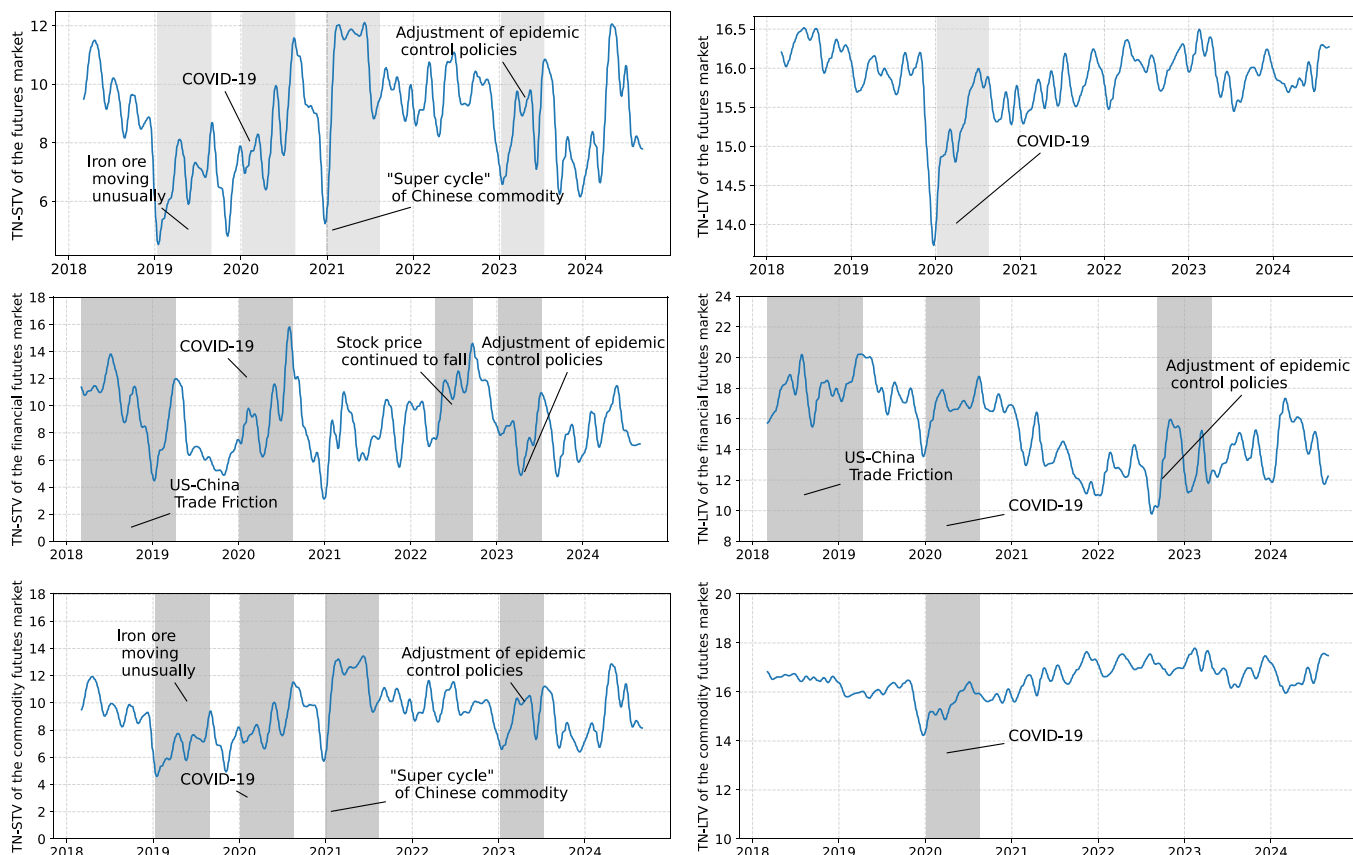 TN-STV of the futures market
12
10
8
6
COVID-19
Adjustment of epidemic
control policies
Iron ore
moving
unusually
"Super cycle"
of Chinese commodity
2018 2019 2020 2021 2022 2023 2024
TN-LTV of the futures market
16.5
16.0
15.5
15.0
14.5
14.0
COVID-19
2018 2019 2020 2021 2022 2023 2024
TN-STV of the financial fututes market
18
16
14
12
10
8
6
4
2
0
COVID-19
Stock price
continued to fall
Adjustment of epidemic
control policies
US-China
Trade Friction
2018 2019 2020 2021 2022 2023 2024
TN-LTV of the financial fututes market
24
22
20
18
16
14
12
10
8
Adjustment of epidemic
control policies
US-China
Trade Friction
COVID-19
2018 2019 2020 2021 2022 2023 2024
TN-STV of the commodity fututes market
18
16
14
12
10
8
6
4
2
0
Iron ore
moving
unusually
Adjustment of epidemic
control policies
COVID-19
"Super cycle"
of Chinese commodity
2018 2019 2020 2021 2022 2023 2024
TN-LTV of the commodity fututes market
20
18
16
14
12
10
COVID-19
2018 2019 2020 2021 2022 2023 2024